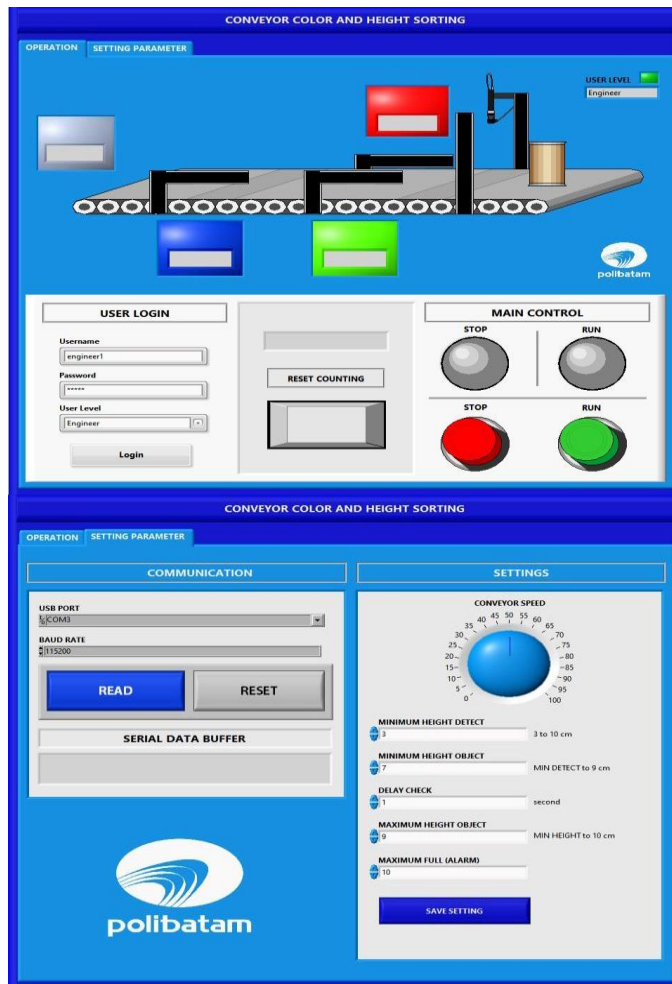 CONVEYOR COLOR AND HEIGHT SORTING
OPERATION SETTING PARAMETER
USER LEVEL
Engineer
polibatam
USER LOGIN
Username
engineer1
Password
*****
User Level
Engineer
Login
RESET COUNTING
MAIN CONTROL
STOP RUN
STOP RUN
CONVEYOR COLOR AND HEIGHT SORTING
OPERATION SETTING PARAMETER
COMMUNICATION
USB PORT
COM3
BAUD RATE
115200
READ RESET
SERIAL DATA BUFFER
polibatam
SETTINGS
CONVEYOR SPEED
0 5 10 15 20 25 30 35 40 45 50 55 60 65 70 75 80 85 90 95 100
MINIMUM HEIGHT DETECT
3 3 to 10 cm
MINIMUM HEIGHT OBJECT
7 MIN DETECT to 9 cm
DELAY CHECK
1 second
MAXIMUM HEIGHT OBJECT
9 MIN HEIGHT to 10 cm
MAXIMUM FULL (ALARM)
10
SAVE SETTING